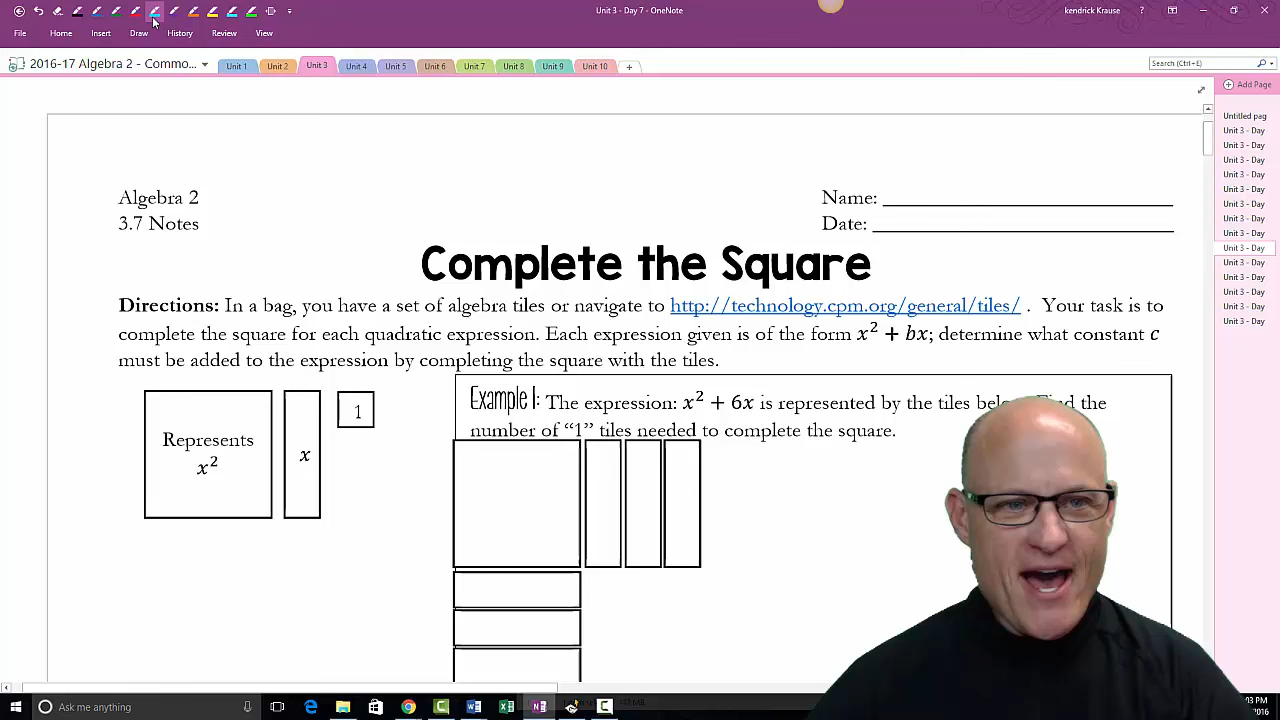 Unit 3 - Day 7 - OneNote
kendrick Krause
?
File Home Insert Draw History Review View
2016-17 Algebra 2 - Commo...
Unit 1 Unit 2 Unit 3 Unit 4 Unit 5 Unit 6 Unit 7 Unit 8 Unit 9 Unit 10 +
Search (Ctrl+E)
Add Page
Untitled pag
Unit 3 - Day
Unit 3 - Day
Unit 3 - Day
Unit 3 - Day
Unit 3 - Day
Unit 3 - Day
Unit 3 - Day
Unit 3 - Day
Unit 3 - Day
Unit 3 - Day
Unit 3 - Day
Unit 3 - Day
Unit 3 - Day
Unit 3 - Day
Algebra 2
3.7 Notes
Name:
Date:
Complete the Square
Directions: In a bag, you have a set of algebra tiles or navigate to http://technology.cpm.org/general/tiles/ . Your task is to
complete the square for each quadratic expression. Each expression given is of the form x² + bx; determine what constant c
must be added to the expression by completing the square with the tiles.
Represents
x²
x
1
Example 1: The expression: x² + 6x is represented by the tiles below. Find the
number of “1” tiles needed to complete the square.
Ask me anything
:03 PM
2016